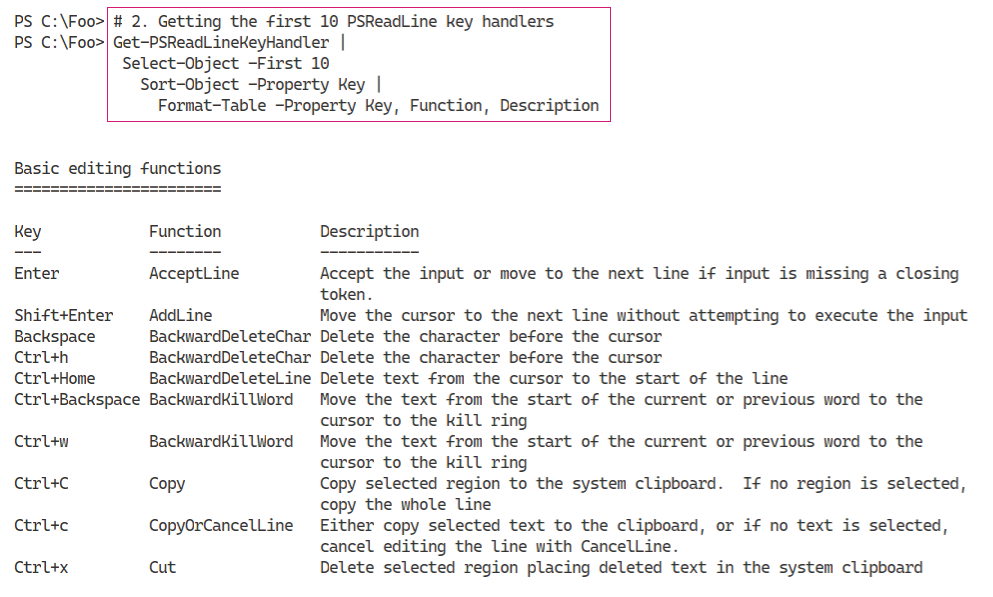 PS C:\Foo> # 2. Getting the first 10 PSReadLine key handlers
PS C:\Foo> Get-PSReadLineKeyHandler |
 Select-Object -First 10
   Sort-Object -Property Key |
     Format-Table -Property Key, Function, Description
Basic editing functions
=======================
Key            Function           Description
---            --------           -----------
Enter          AcceptLine         Accept the input or move to the next line if input is missing a closing
                                  token.
Shift+Enter    AddLine            Move the cursor to the next line without attempting to execute the input
Backspace      BackwardDeleteChar Delete the character before the cursor
Ctrl+h         BackwardDeleteChar Delete the character before the cursor
Ctrl+Home      BackwardDeleteLine Delete text from the cursor to the start of the line
Ctrl+Backspace BackwardKillWord   Move the text from the start of the current or previous word to the
                                  cursor to the kill ring
Ctrl+w         BackwardKillWord   Move the text from the start of the current or previous word to the
                                  cursor to the kill ring
Ctrl+C         Copy               Copy selected region to the system clipboard.  If no region is selected,
                                  copy the whole line
Ctrl+c         CopyOrCancelLine   Either copy selected text to the clipboard, or if no text is selected,
                                  cancel editing the line with CancelLine.
Ctrl+x         Cut                Delete selected region placing deleted text in the system clipboard